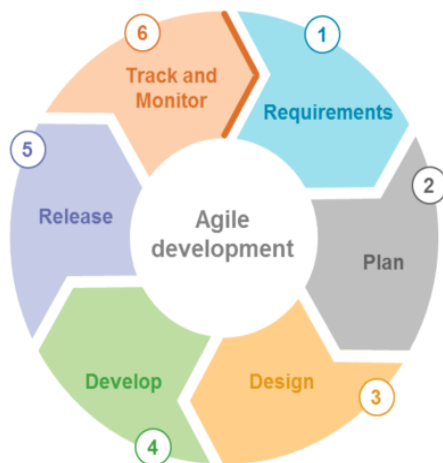 1
Requirements
2
Plan
3
Design
4
Develop
5
Release
6
Track and
Monitor
Agile
development